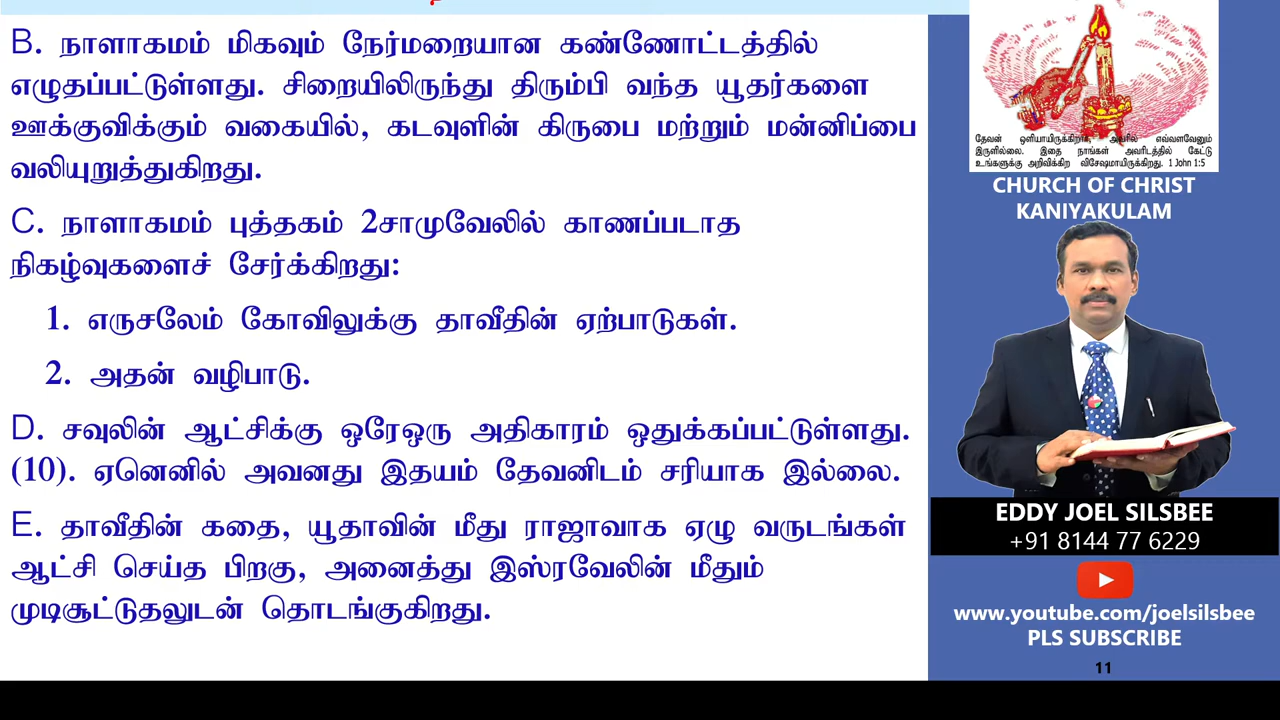 B. நாளாகமம் மிகவும் நேர்மறையான கண்ணோட்டத்தில்
எழுதப்பட்டுள்ளது. சிறையிலிருந்து திரும்பி வந்த யூதர்களை
ஊக்குவிக்கும் வகையில், கடவுளின் கிருபை மற்றும் மன்னிப்பை
வலியுறுத்துகிறது.
C. நாளாகமம் புத்தகம் 2சாமுவேலில் காணப்படாத
நிகழ்வுகளைச் சேர்க்கிறது:
1. எருசலேம் கோவிலுக்கு தாவீதின் ஏற்பாடுகள்.
2. அதன் வழிபாடு.
D. சவுலின் ஆட்சிக்கு ஒரேஒரு அதிகாரம் ஒதுக்கப்பட்டுள்ளது.
(10). ஏனெனில் அவனது இதயம் தேவனிடம் சரியாக இல்லை.
E. தாவீதின் கதை, யூதாவின் மீது ராஜாவாக ஏழு வருடங்கள்
ஆட்சி செய்த பிறகு, அனைத்து இஸ்ரவேலின் மீதும்
முடிசூட்டுதலுடன் தொடங்குகிறது.
தேவன் ஒளியாயிருக்கிறார், அவரில் எவ்வளவேனும்
இருளில்லை. இதை நாங்கள் அவரிடத்தில் கேட்டு
உங்களுக்கு அறிவிக்கிற விசேஷமாயிருக்கிறது. 1 John 1:5
CHURCH OF CHRIST
KANIYAKULAM
EDDY JOEL SILSBEE
+91 8144 77 6229
www.youtube.com/joelsilsbee
PLS SUBSCRIBE
11